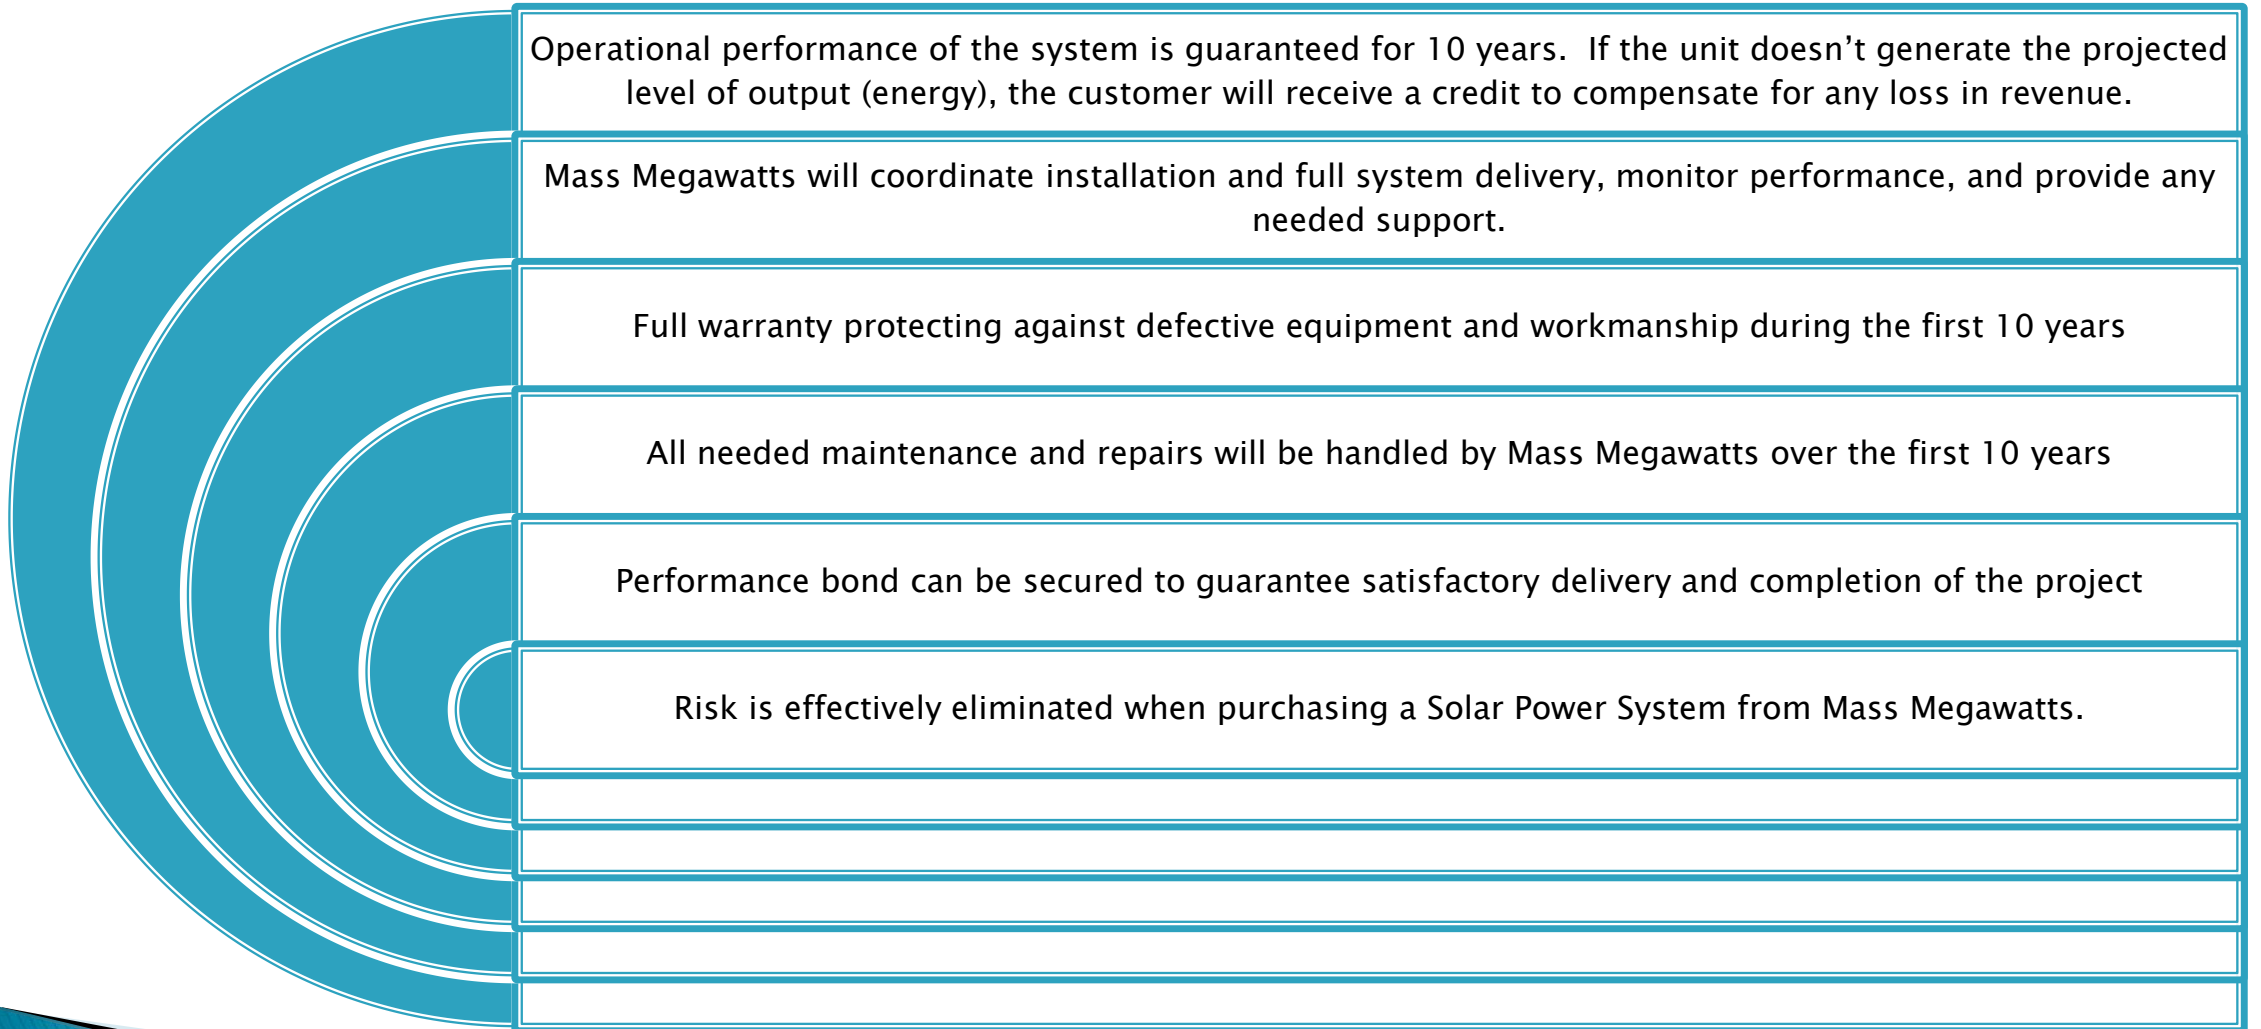 Operational performance of the system is guaranteed for 10 years.  If the unit doesn’t generate the projected
level of output (energy), the customer will receive a credit to compensate for any loss in revenue.
Mass Megawatts will coordinate installation and full system delivery, monitor performance, and provide any
needed support.
Full warranty protecting against defective equipment and workmanship during the first 10 years
All needed maintenance and repairs will be handled by Mass Megawatts over the first 10 years
Performance bond can be secured to guarantee satisfactory delivery and completion of the project
Risk is effectively eliminated when purchasing a Solar Power System from Mass Megawatts.